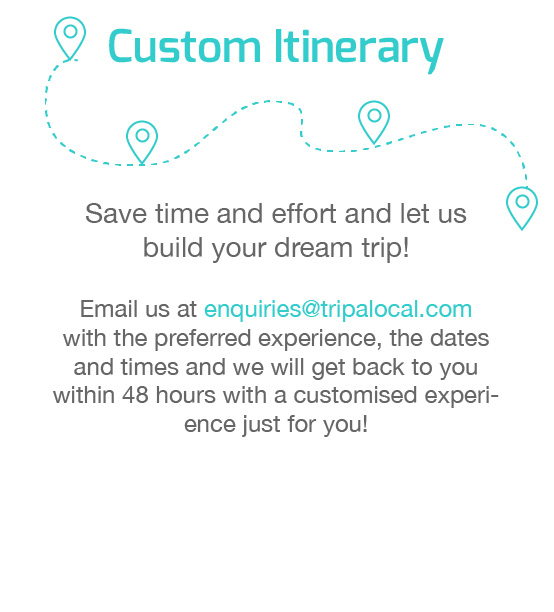 Custom Itinerary
Save time and effort and let us
build your dream trip!
Email us at enquiries@tripalocal.com
with the preferred experience, the dates
and times and we will get back to you
within 48 hours with a customised experi-
ence just for you!